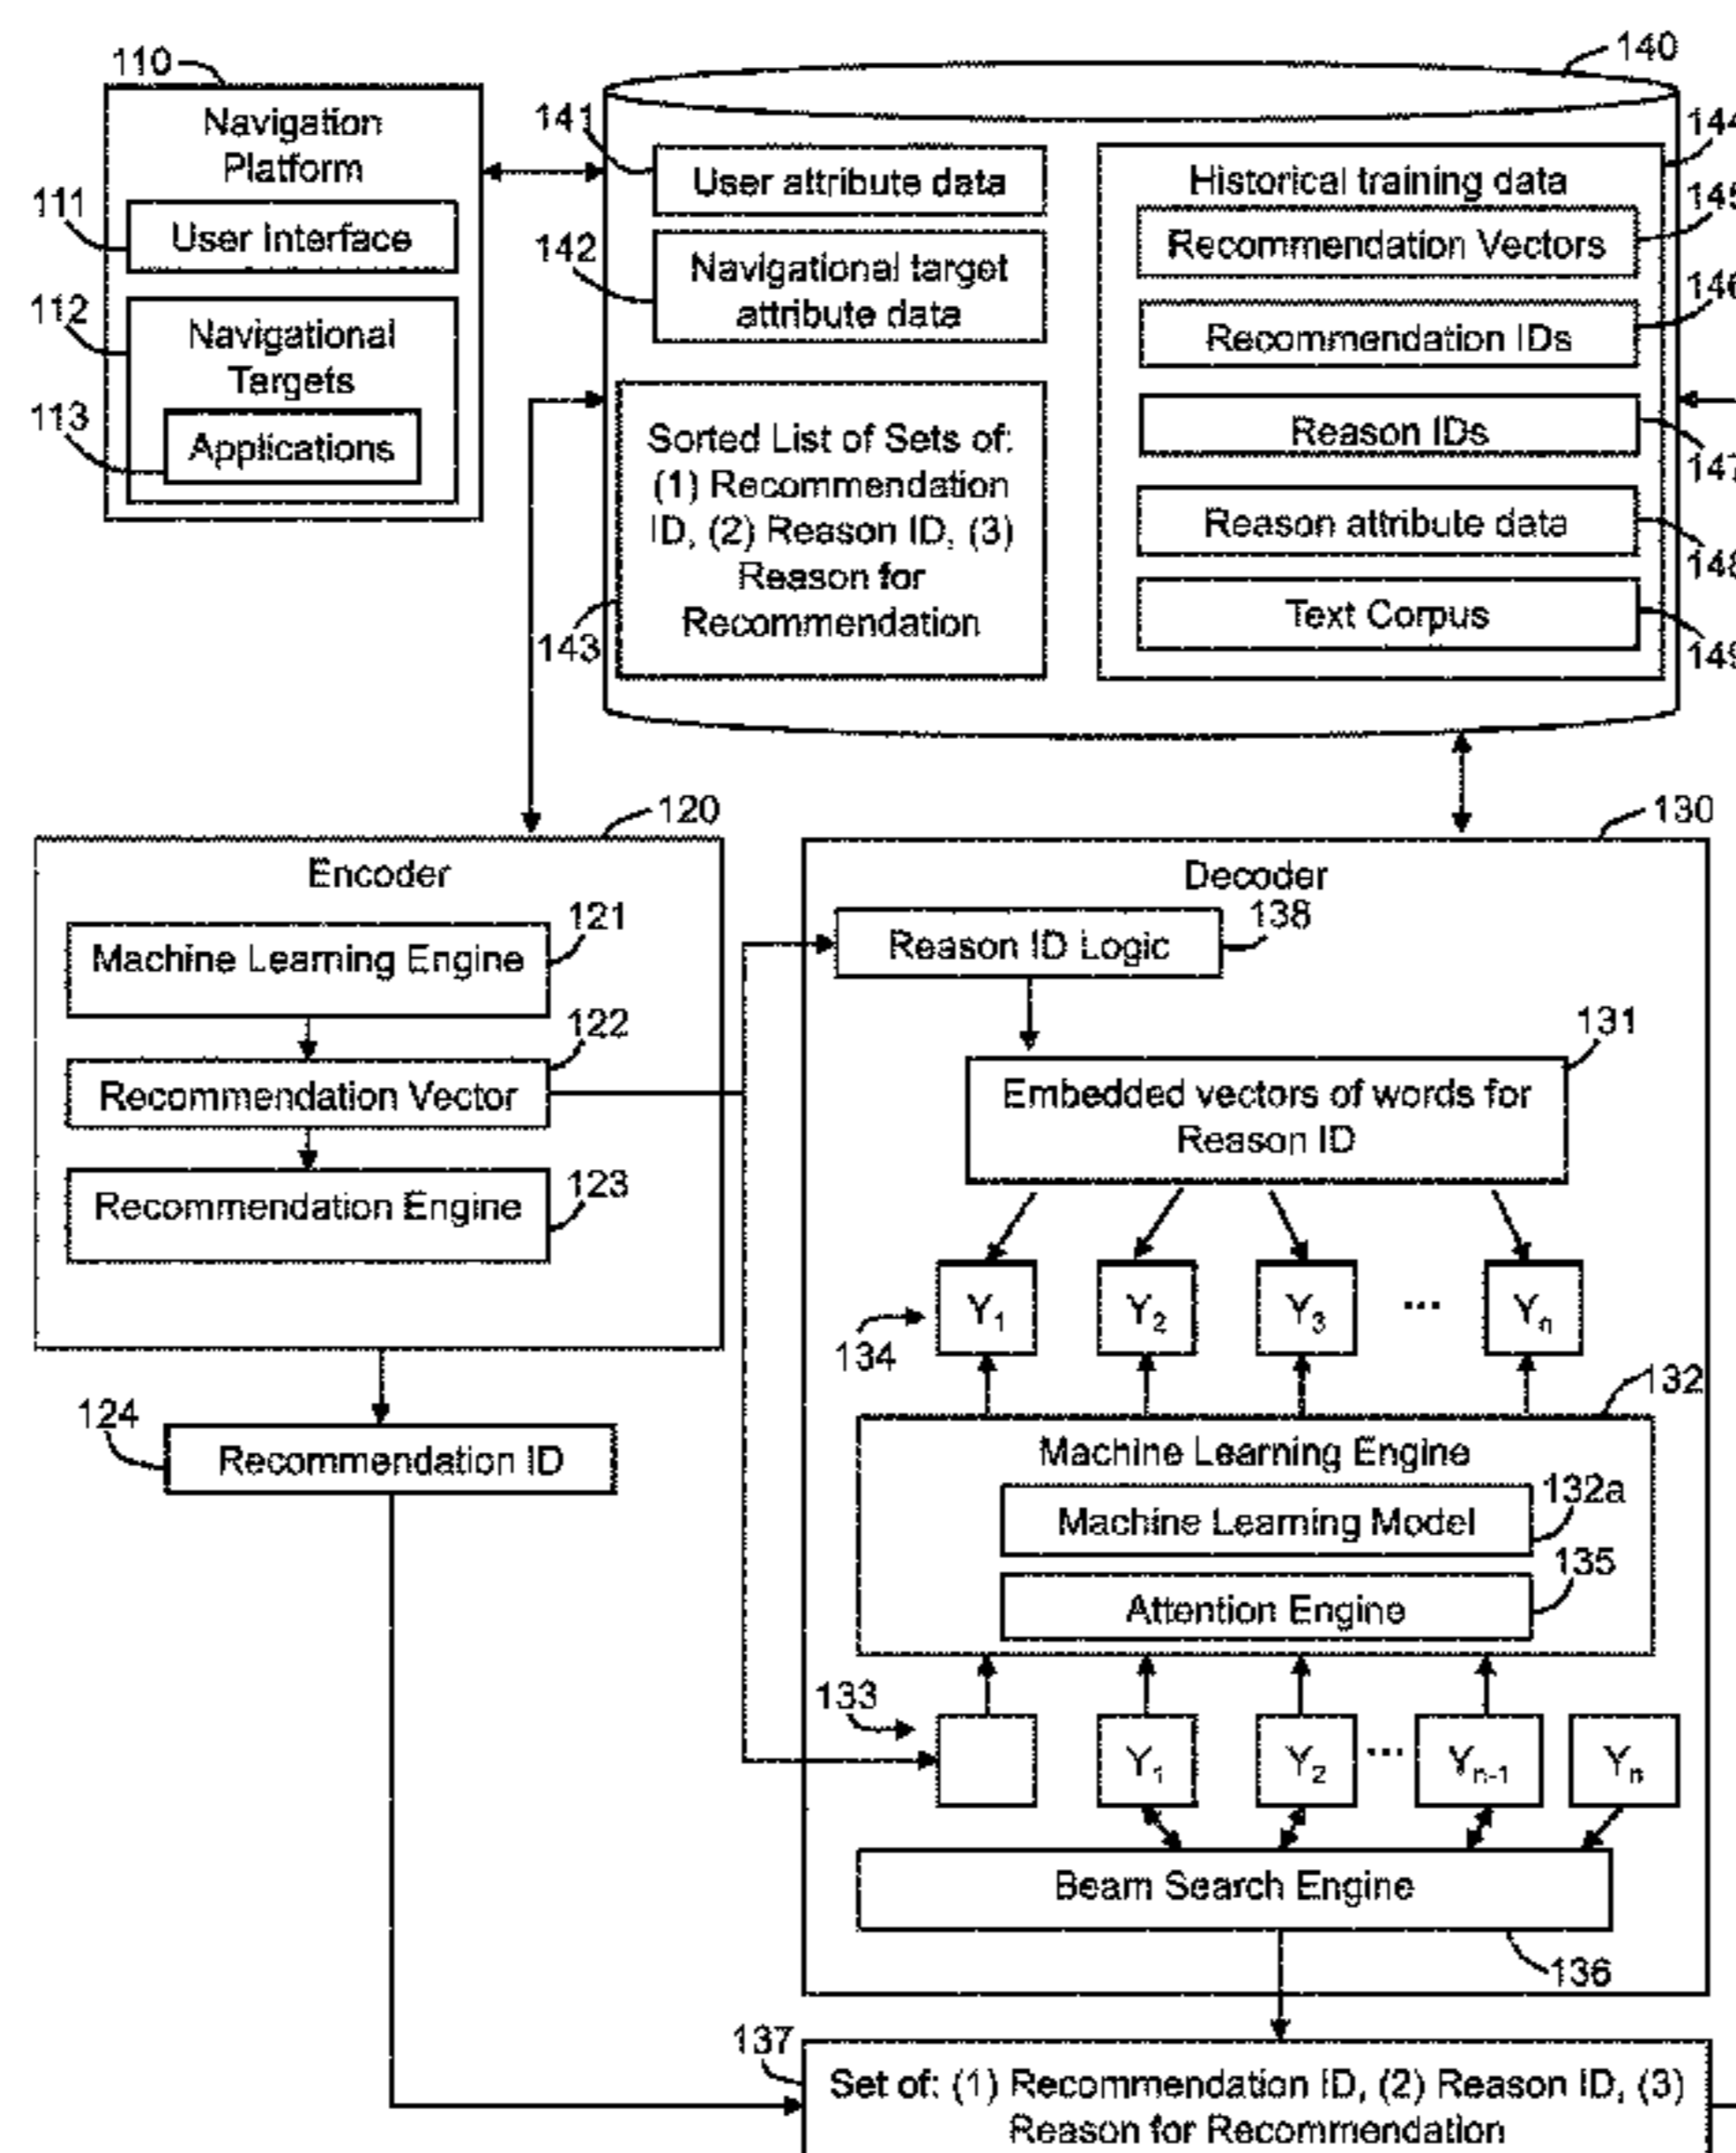 110
Navigation
Platform
111
User Interface
112
Navigational
Targets
113
Applications
140
141
User attribute data
142
Navigational target
attribute data
Sorted List of Sets of:
(1) Recommendation
ID, (2) Reason ID, (3)
Reason for
Recommendation
143
144
Historical training data
145
Recommendation Vectors
146
Recommendation IDs
Reason IDs
147
Reason attribute data
148
Text Corpus
149
120
Encoder
121
Machine Learning Engine
122
Recommendation Vector
123
Recommendation Engine
124
Recommendation ID
130
Decoder
138
Reason ID Logic
131
Embedded vectors of words for
Reason ID
134
Y1 Y2 Y3 ... Yn
132
Machine Learning Engine
132a
Machine Learning Model
135
Attention Engine
133
Y1 Y2 ... Yn-1 Yn
Beam Search Engine
136
137
Set of: (1) Recommendation ID, (2) Reason ID, (3)
Reason for Recommendation